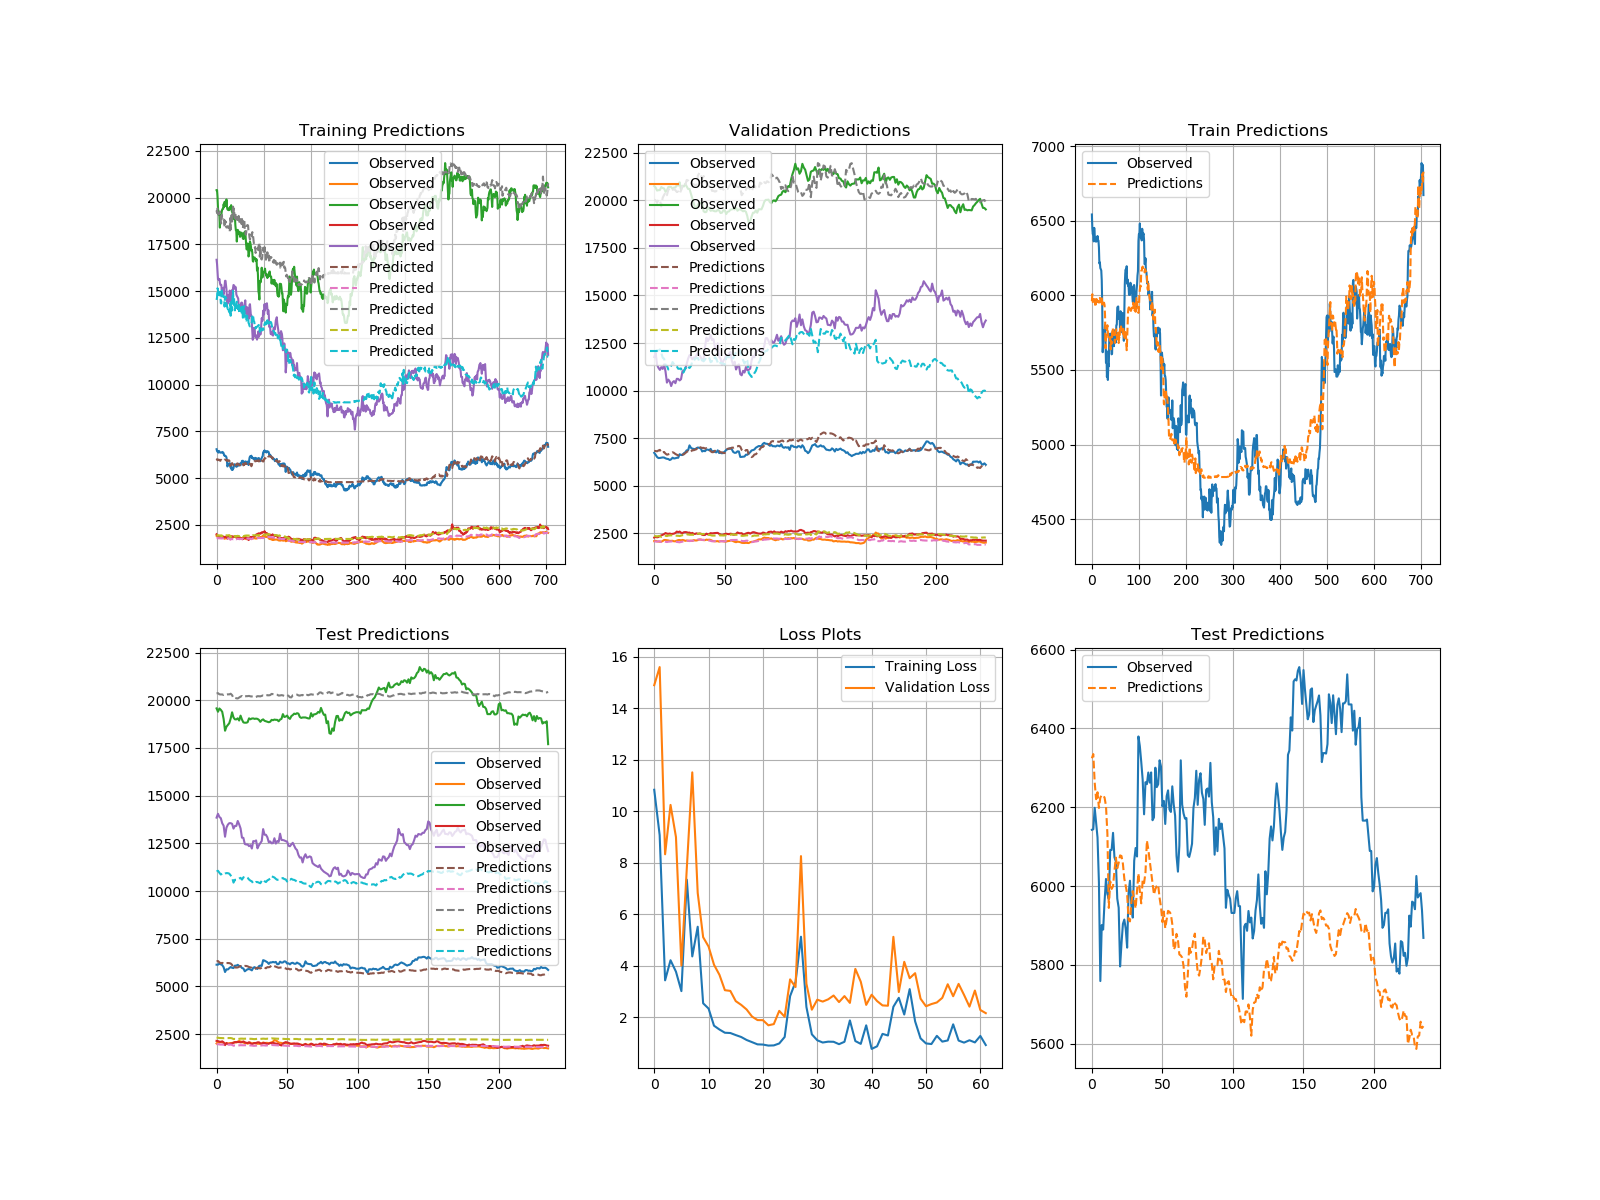 Training Predictions
22500
20000
17500
15000
12500
10000
7500
5000
2500
0 100 200 300 400 500 600 700
Observed
Observed
Observed
Observed
Observed
Predicted
Predicted
Predicted
Predicted
Predicted
Validation Predictions
22500
20000
17500
15000
12500
10000
7500
5000
2500
0 50 100 150 200
Observed
Observed
Observed
Observed
Observed
Predictions
Predictions
Predictions
Predictions
Predictions
Train Predictions
7000
6500
6000
5500
5000
4500
0 100 200 300 400 500 600 700
Observed
Predictions
Test Predictions
22500
20000
17500
15000
12500
10000
7500
5000
2500
0 50 100 150 200
Observed
Observed
Observed
Observed
Observed
Predictions
Predictions
Predictions
Predictions
Predictions
Loss Plots
16
14
12
10
8
6
4
2
0 10 20 30 40 50 60
Training Loss
Validation Loss
Test Predictions
6600
6400
6200
6000
5800
5600
0 50 100 150 200
Observed
Predictions